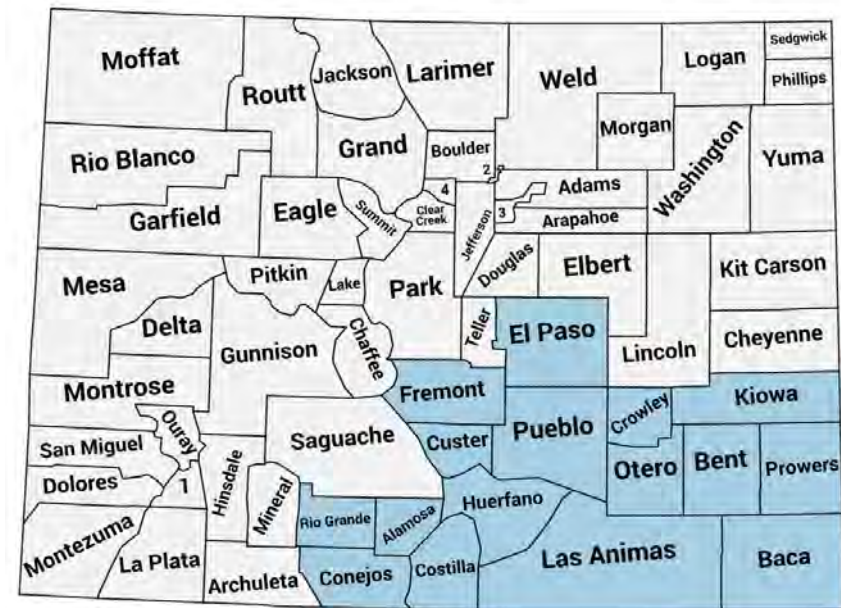 Moffat
Routt
Jackson
Larimer
Weld
Logan
Sedgwick
Phillips
Rio Blanco
Grand
Boulder
Morgan
Washington
Yuma
2
Garfield
Eagle
Summit
4
Clear
Creek
Jefferson
3
Adams
Arapahoe
Mesa
Pitkin
Lake
Park
Douglas
Elbert
Kit Carson
Delta
Gunnison
Chaffee
Teller
El Paso
Lincoln
Cheyenne
Montrose
Ouray
Fremont
Crowley
Kiowa
San Miguel
Saguache
Custer
Pueblo
Otero
Bent
Prowers
Dolores
1
Hinsdale
Mineral
Rio Grande
Alamosa
Huerfano
Montezuma
La Plata
Archuleta
Conejos
Costilla
Las Animas
Baca